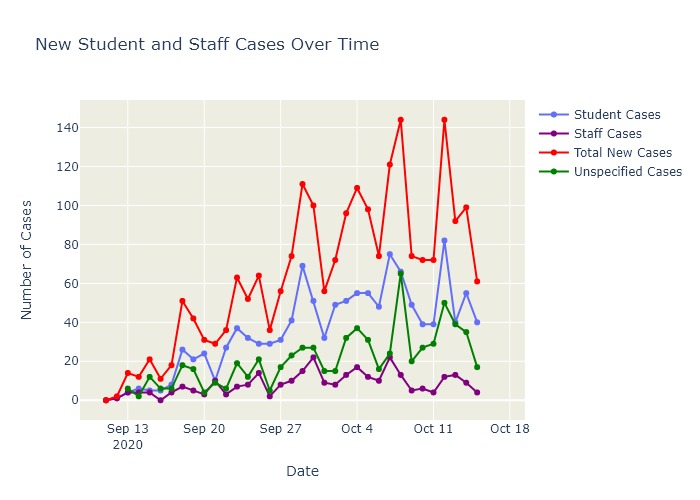 New Student and Staff Cases Over Time
Student Cases
Staff Cases
Total New Cases
Unspecified Cases
Number of Cases
140
120
100
80
60
40
20
0
Sep 13 Sep 20 Sep 27 Oct 4 Oct 11 Oct 18
2020
Date